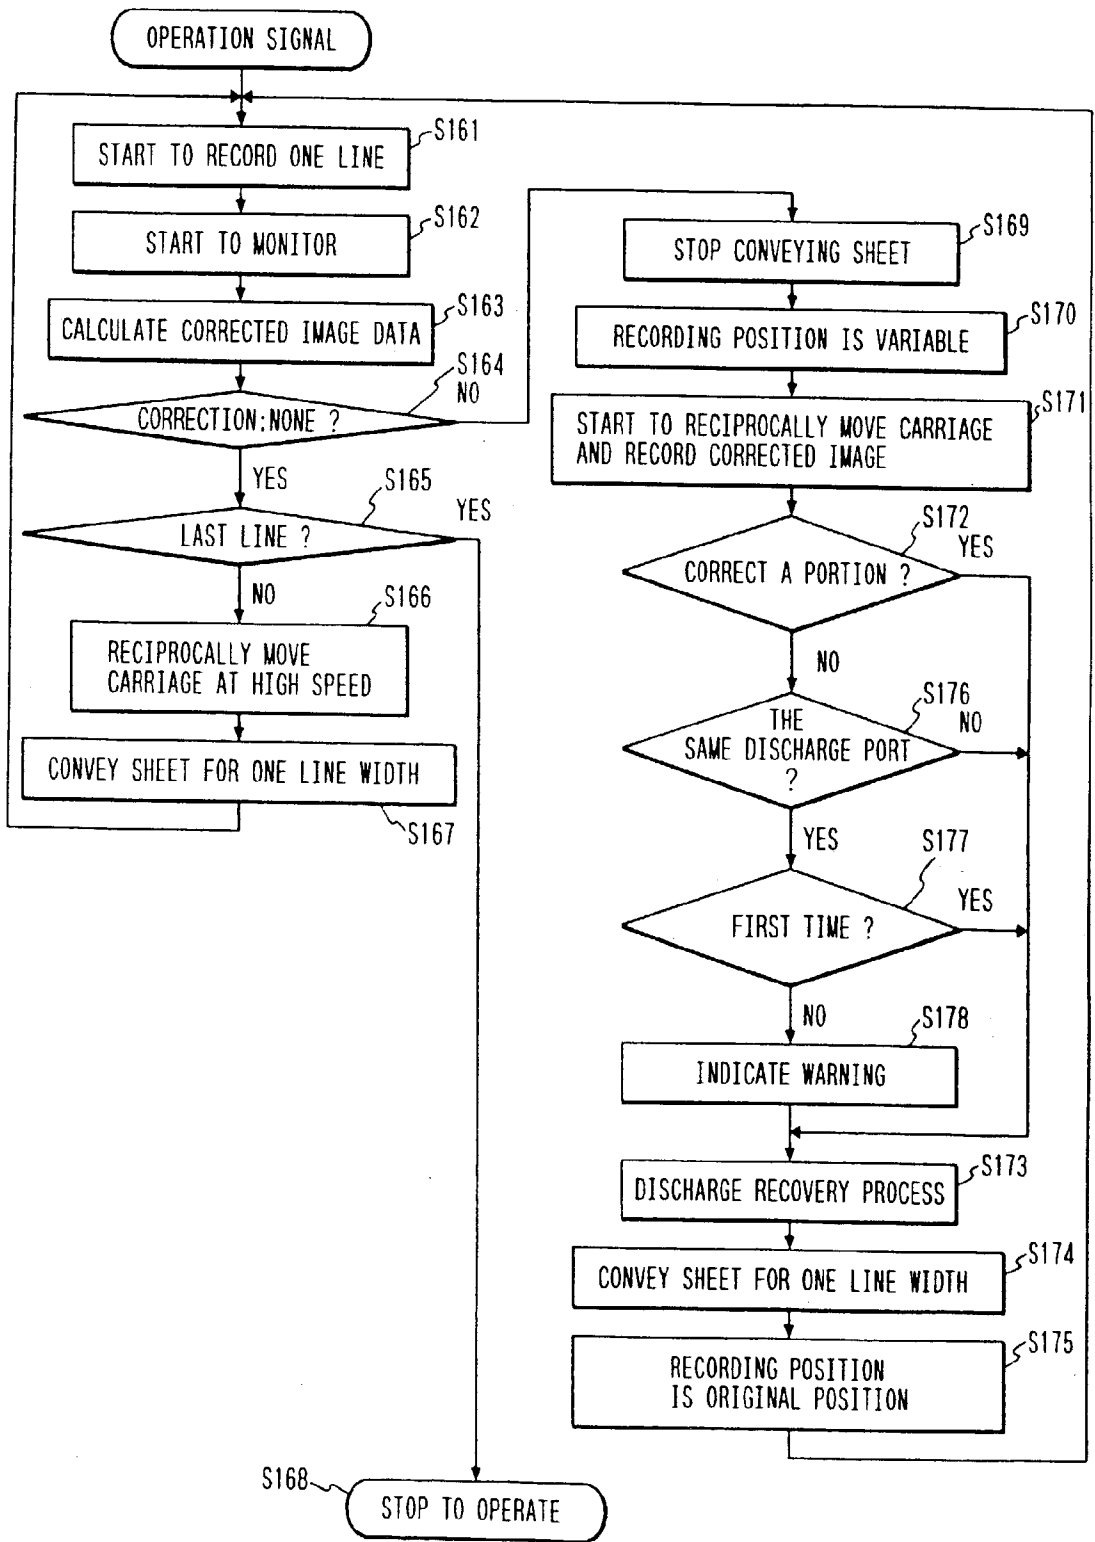 OPERATION SIGNAL
S161
START TO RECORD ONE LINE
S162
START TO MONITOR
S163
CALCULATE CORRECTED IMAGE DATA
S164
NO
CORRECTION:NONE ?
YES
S165
YES
LAST LINE ?
NO
S166
RECIPROCALLY MOVE
CARRIAGE AT HIGH SPEED
CONVEY SHEET FOR ONE LINE WIDTH
S167
S169
STOP CONVEYING SHEET
S170
RECORDING POSITION IS VARIABLE
S171
START TO RECIPROCALLY MOVE CARRIAGE
AND RECORD CORRECTED IMAGE
S172
YES
CORRECT A PORTION ?
NO
S176
NO
THE
SAME DISCHARGE PORT
?
YES
S177
YES
FIRST TIME ?
NO
S178
INDICATE WARNING
S173
DISCHARGE RECOVERY PROCESS
S174
CONVEY SHEET FOR ONE LINE WIDTH
S175
RECORDING POSITION
IS ORIGINAL POSITION
S168
STOP TO OPERATE